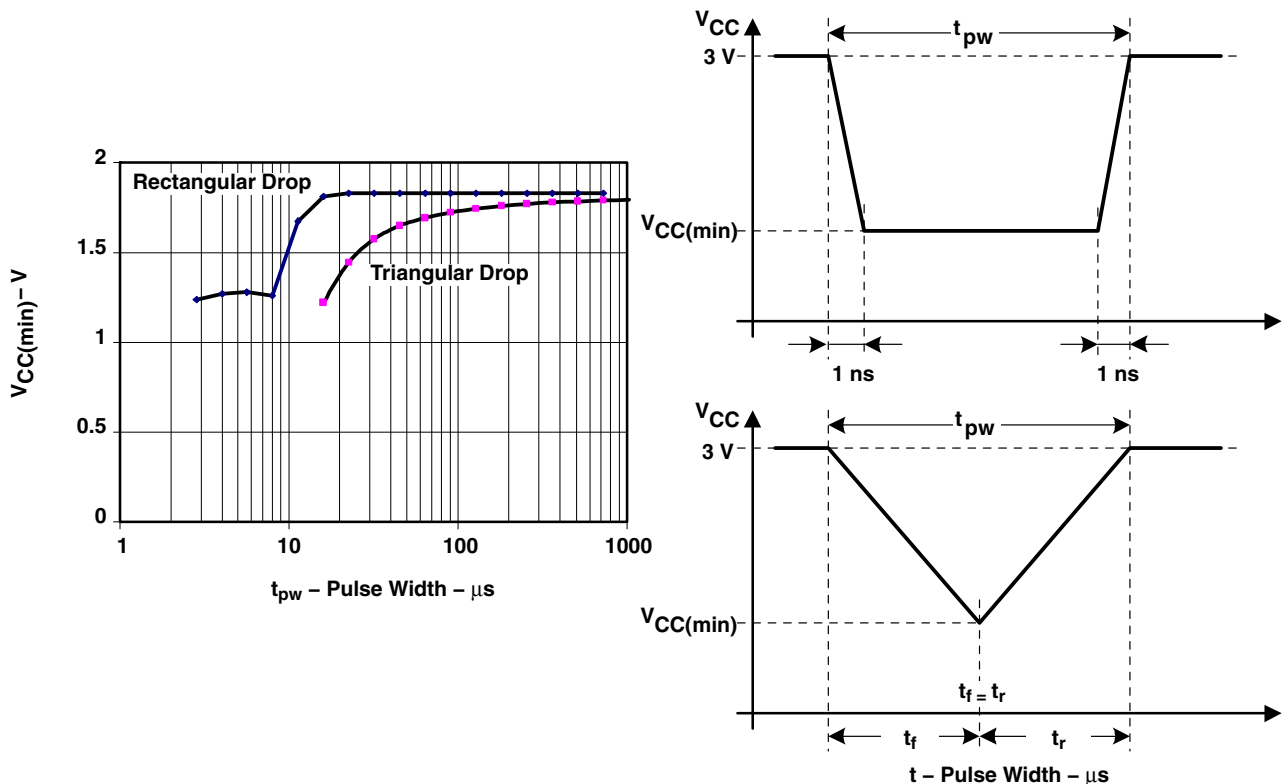 2
1.5
1
0.5
0
1
10
100
1000
Rectangular Drop
Triangular Drop
VCC(min) – V
tpw – Pulse Width – μs
VCC
3 V
tpw
VCC(min)
1 ns
1 ns
VCC
3 V
tpw
VCC(min)
tf = tr
tf
tr
t – Pulse Width – μs